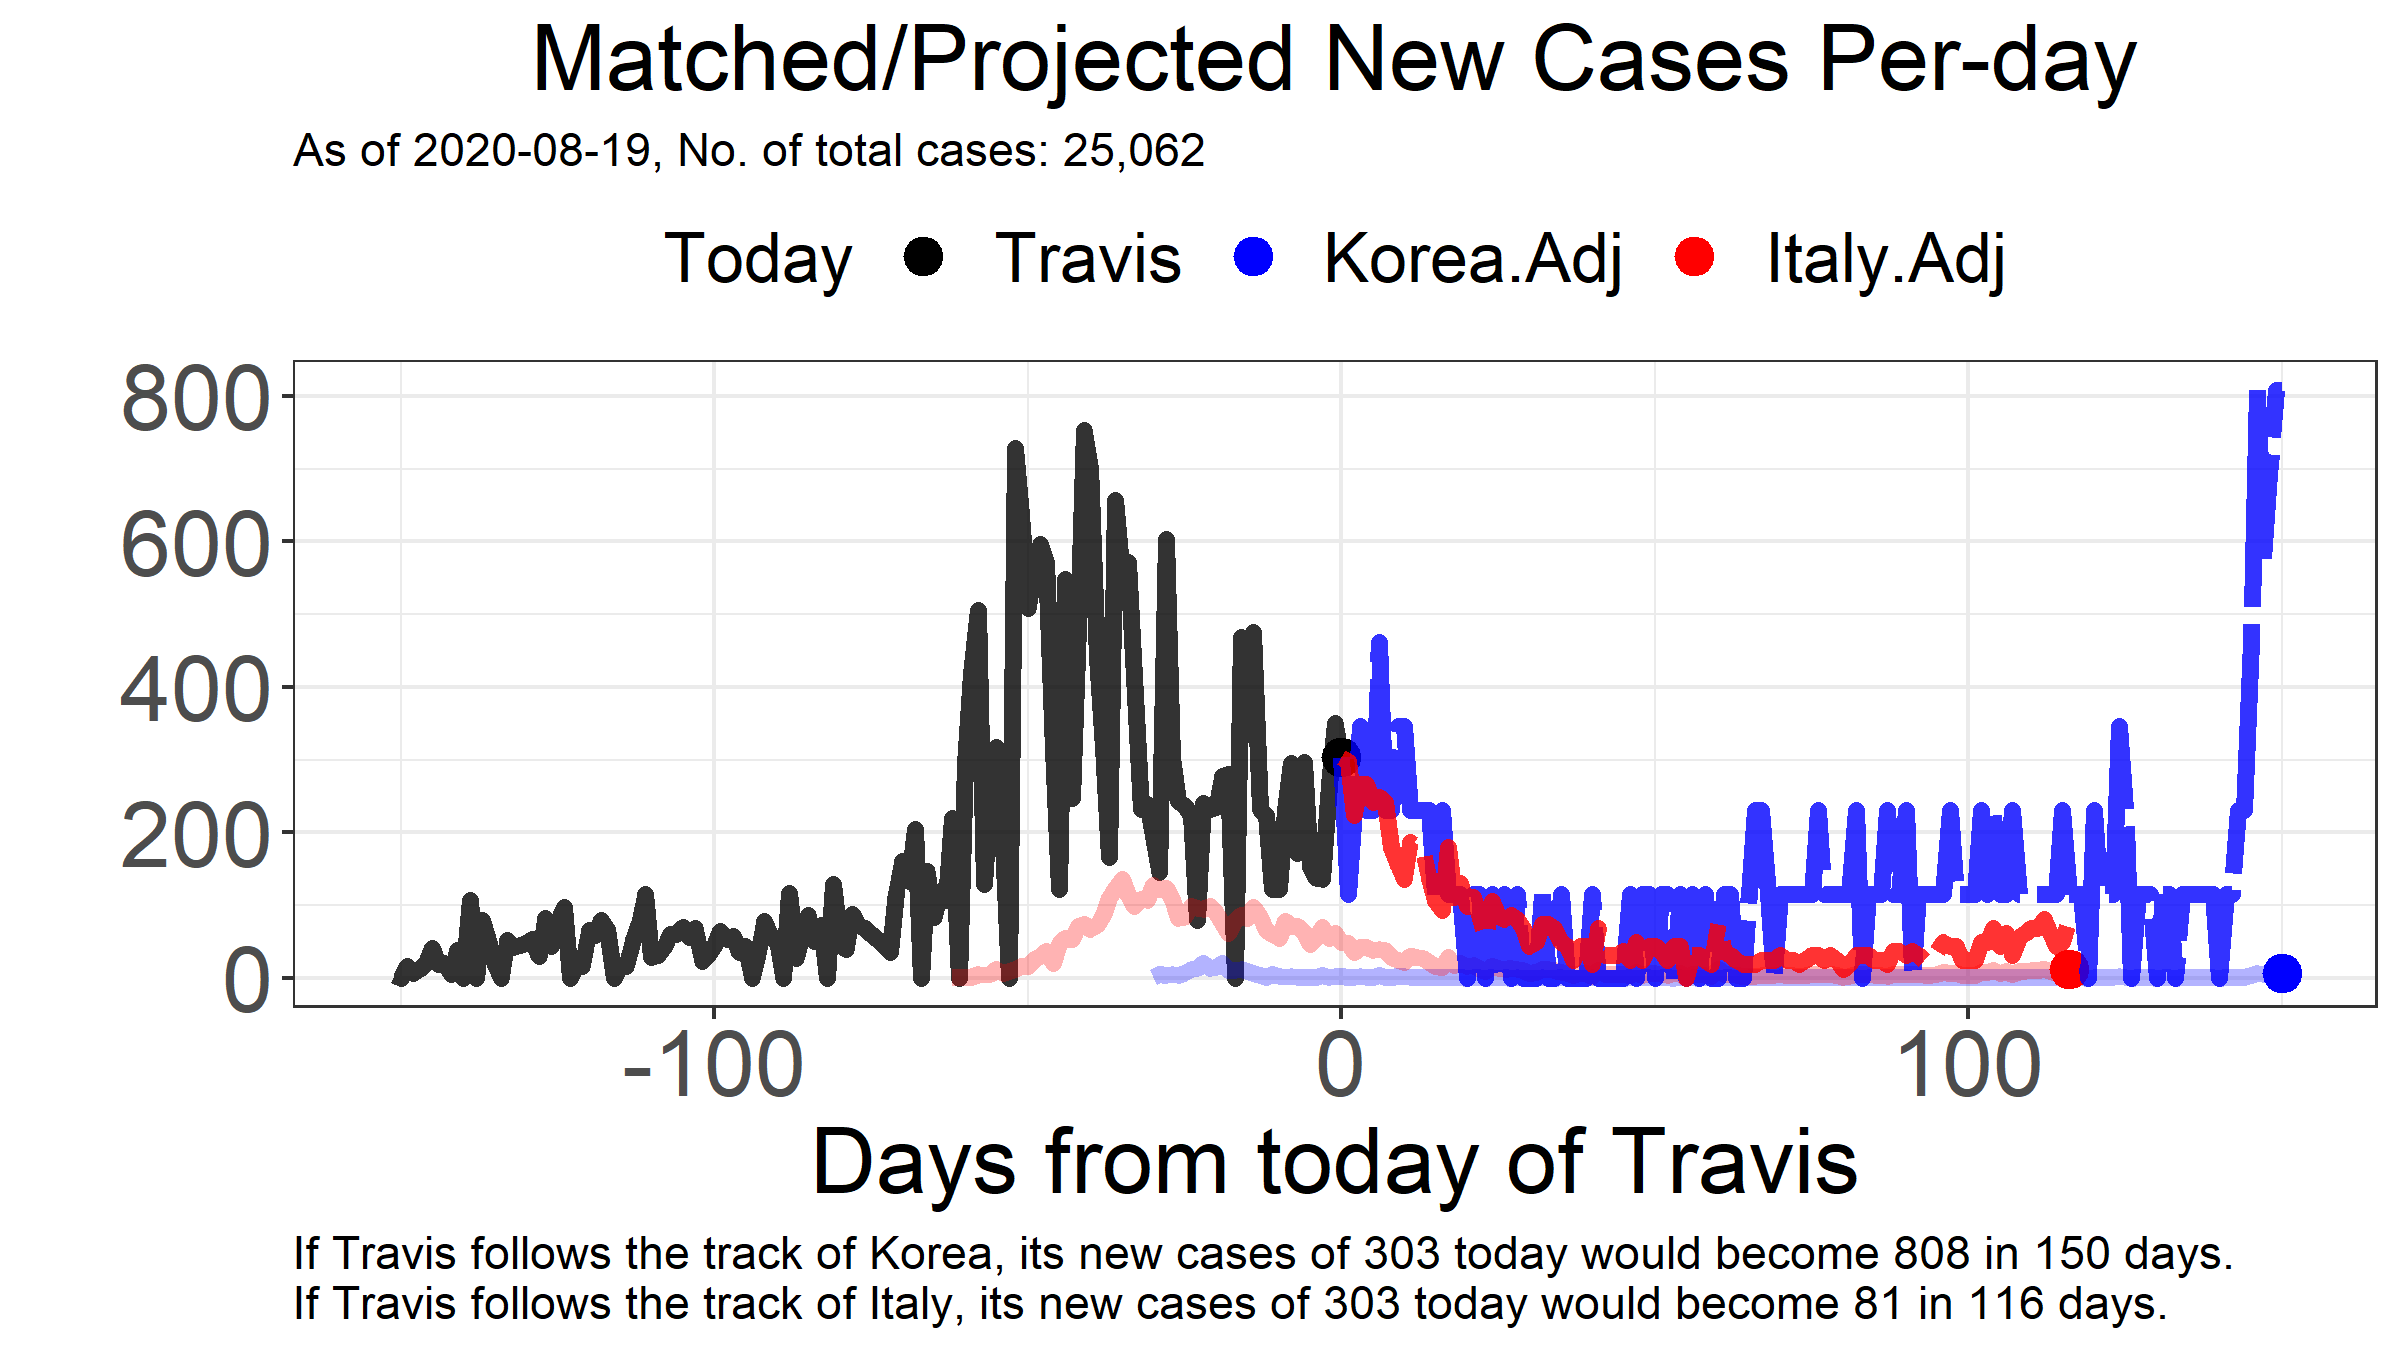 Matched/Projected New Cases Per-day
As of 2020-08-19, No. of total cases: 25,062
Today Travis Korea.Adj Italy.Adj
800
600
400
200
0
-100 0 100
Days from today of Travis
If Travis follows the track of Korea, its new cases of 303 today would become 808 in 150 days.
If Travis follows the track of Italy, its new cases of 303 today would become 81 in 116 days.